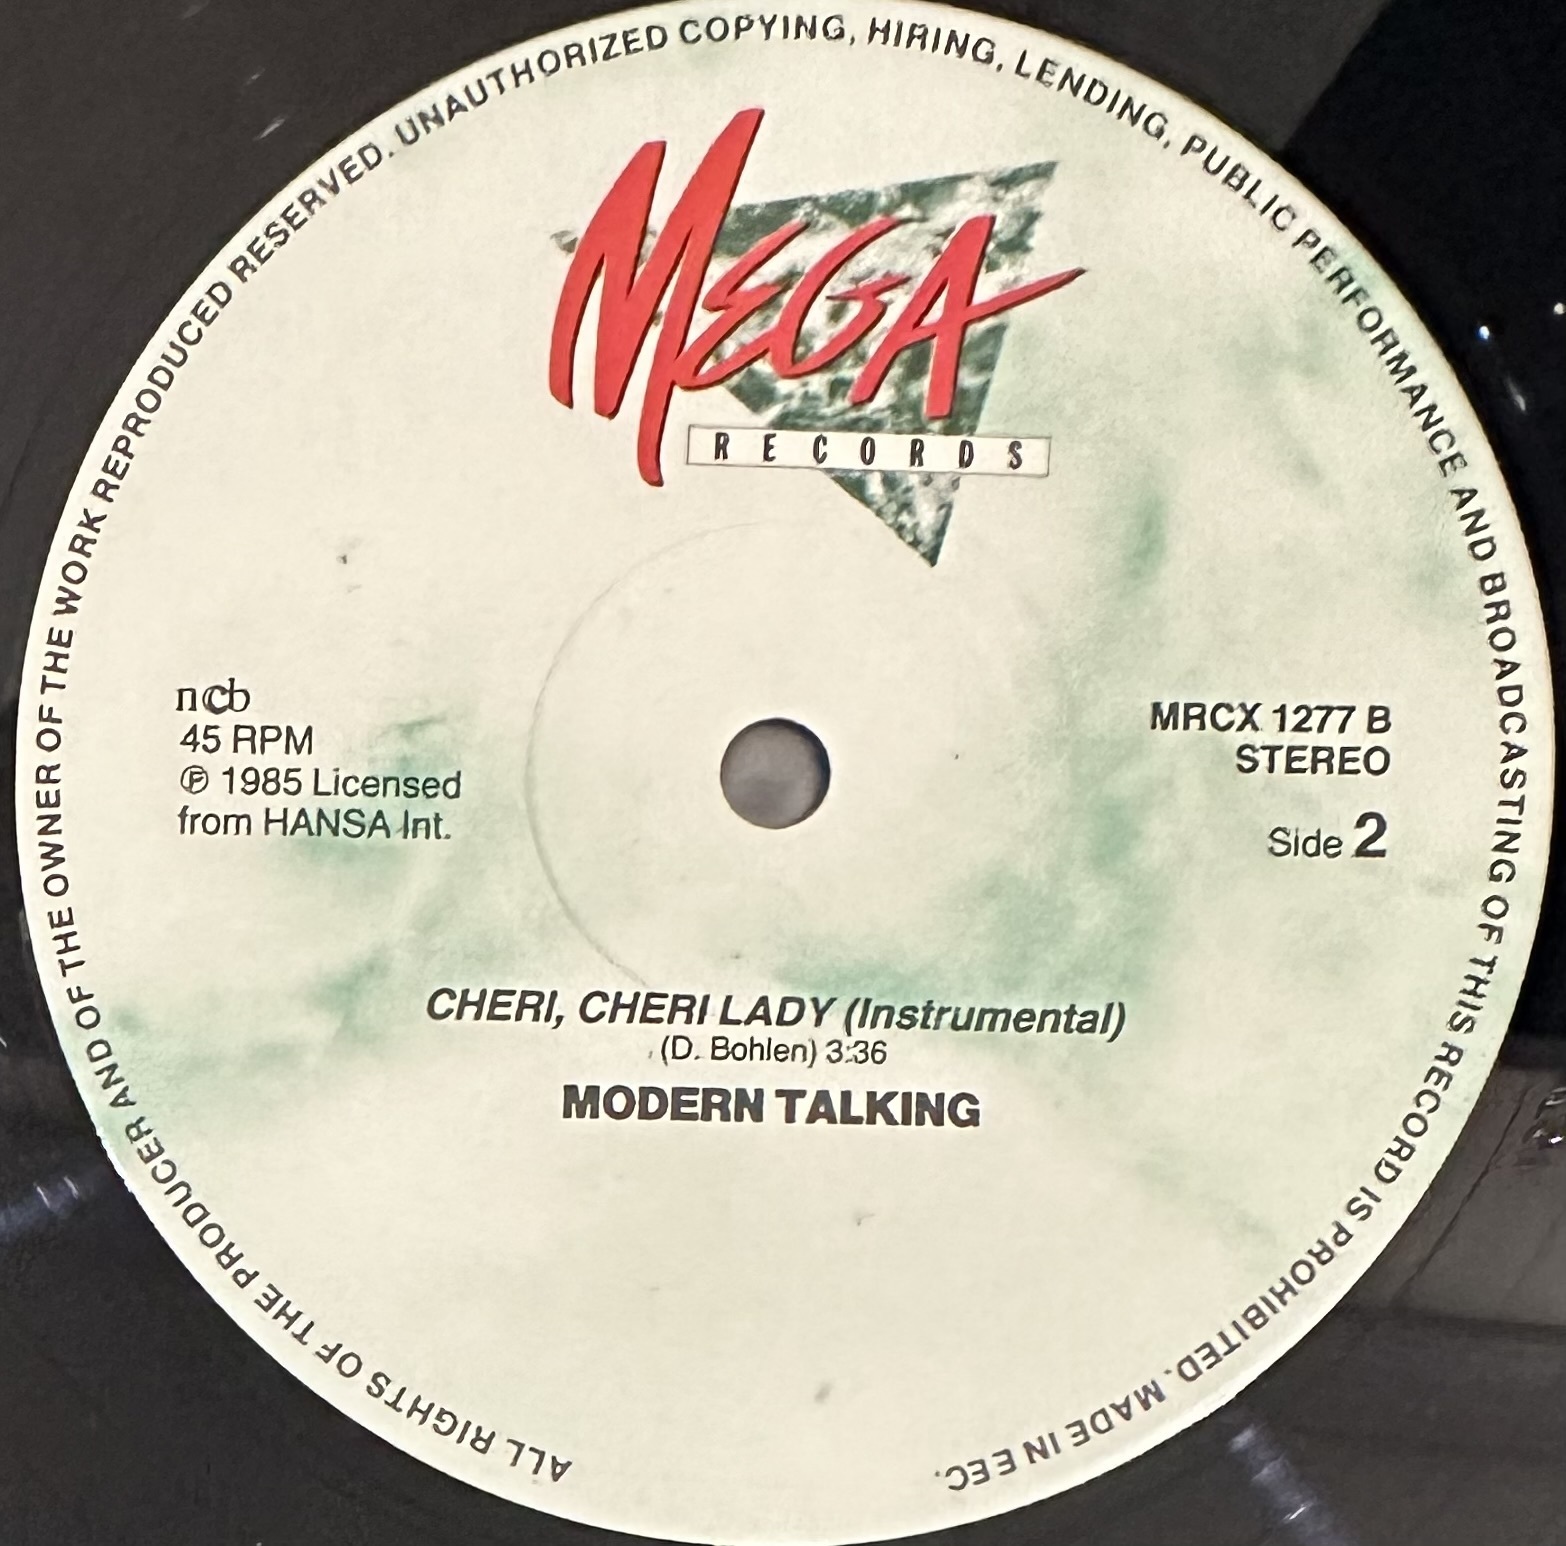 ALL RIGHTS OF THE PRODUCER AND OF THE OWNER OF THE WORK REPRODUCED RESERVED. UNAUTHORIZED COPYING, HIRING, LENDING, PUBLIC PERFORMANCE AND BROADCASTING OF THIS RECORD IS PROHIBITED. MADE IN EEC.
MEGA
RECORDS
ncb
45 RPM
℗ 1985 Licensed
from HANSA Int.
MRCX 1277 B
STEREO
Side 2
CHERI, CHERI LADY (Instrumental)
(D. Bohlen) 3:36
MODERN TALKING